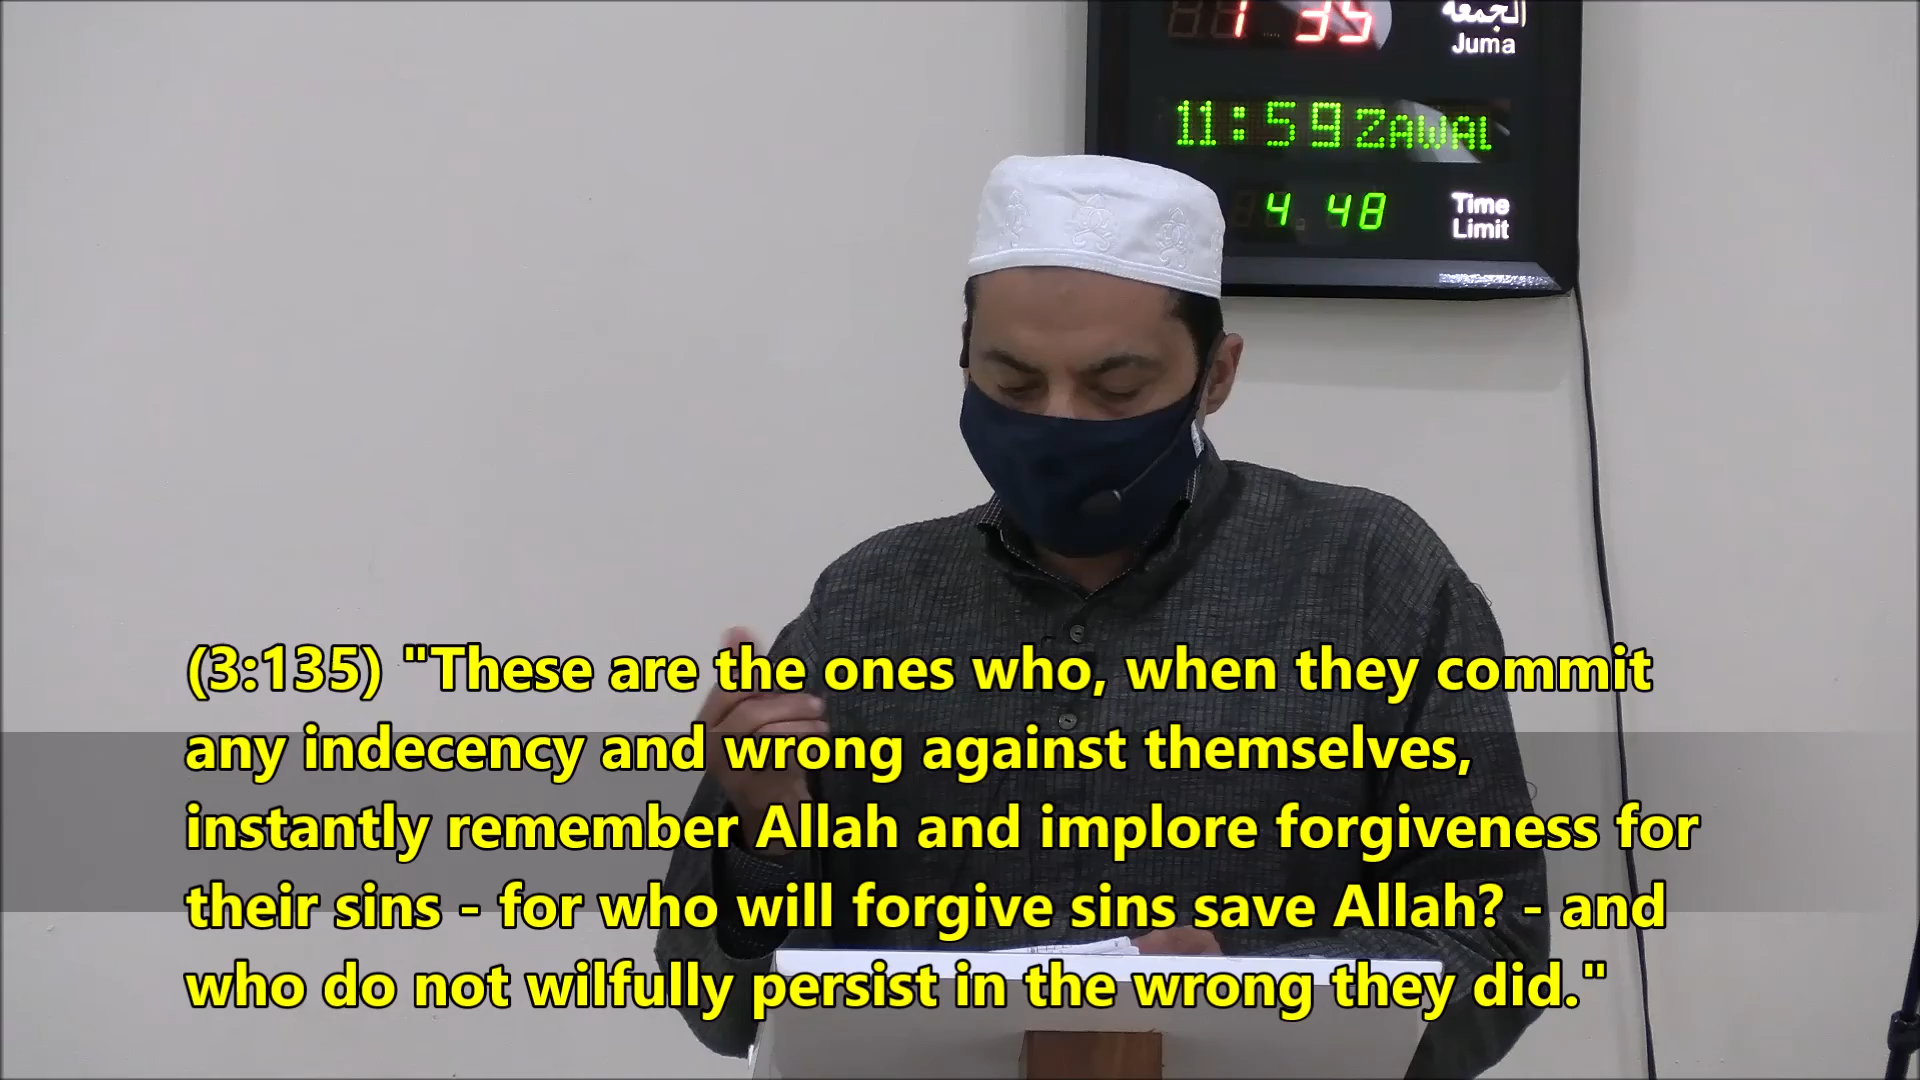 1 35
الجمعة
Juma
11:59 ZAWAL
4.48
Time
Limit
(3:135) "These are the ones who, when they commit
any indecency and wrong against themselves,
instantly remember Allah and implore forgiveness for
their sins - for who will forgive sins save Allah? - and
who do not wilfully persist in the wrong they did."